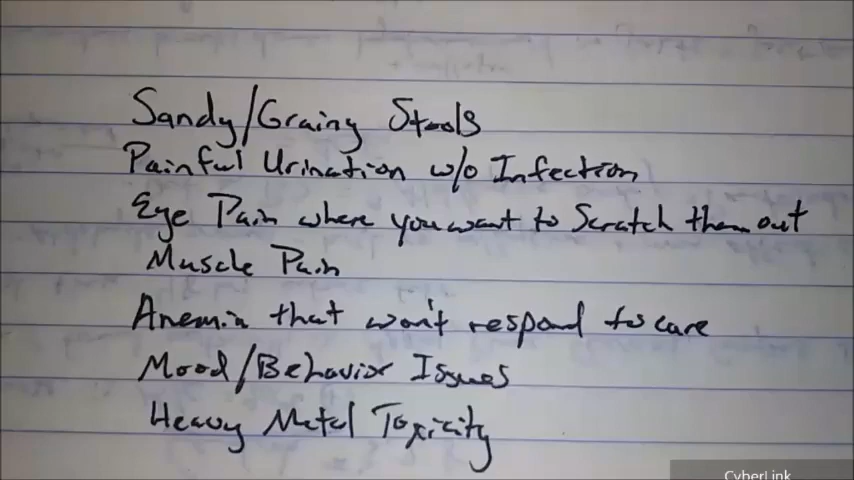 Sandy/Grainy Stools
Painful Urination w/o Infection
Eye Pain where you want to Scratch them out
Muscle Pain
Anemia that won't respond to care
Mood/Behavior Issues
Heavy Metal Toxicity
CyberLink